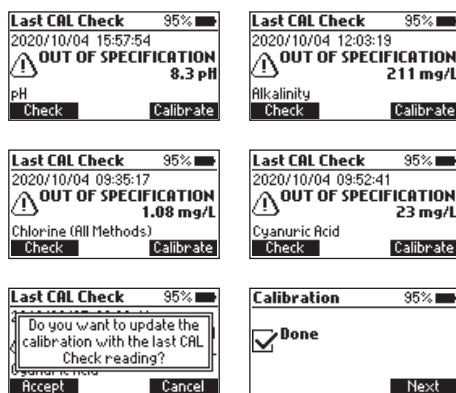 Last CAL Check 95%
2020/10/04 15:57:54
OUT OF SPECIFICATION
8.3 pH
pH
Check Calibrate
Last CAL Check 95%
2020/10/04 12:03:19
OUT OF SPECIFICATION
211 mg/L
Alkalinity
Check Calibrate
Last CAL Check 95%
2020/10/04 09:35:17
OUT OF SPECIFICATION
1.08 mg/L
Chlorine (All Methods)
Check Calibrate
Last CAL Check 95%
2020/10/04 09:52:41
OUT OF SPECIFICATION
23 mg/L
Cyanuric Acid
Check Calibrate
Last CAL Check 95%
Do you want to update the
calibration with the last CAL
Check reading?
Accept Cancel
Calibration 95%
Done
Next